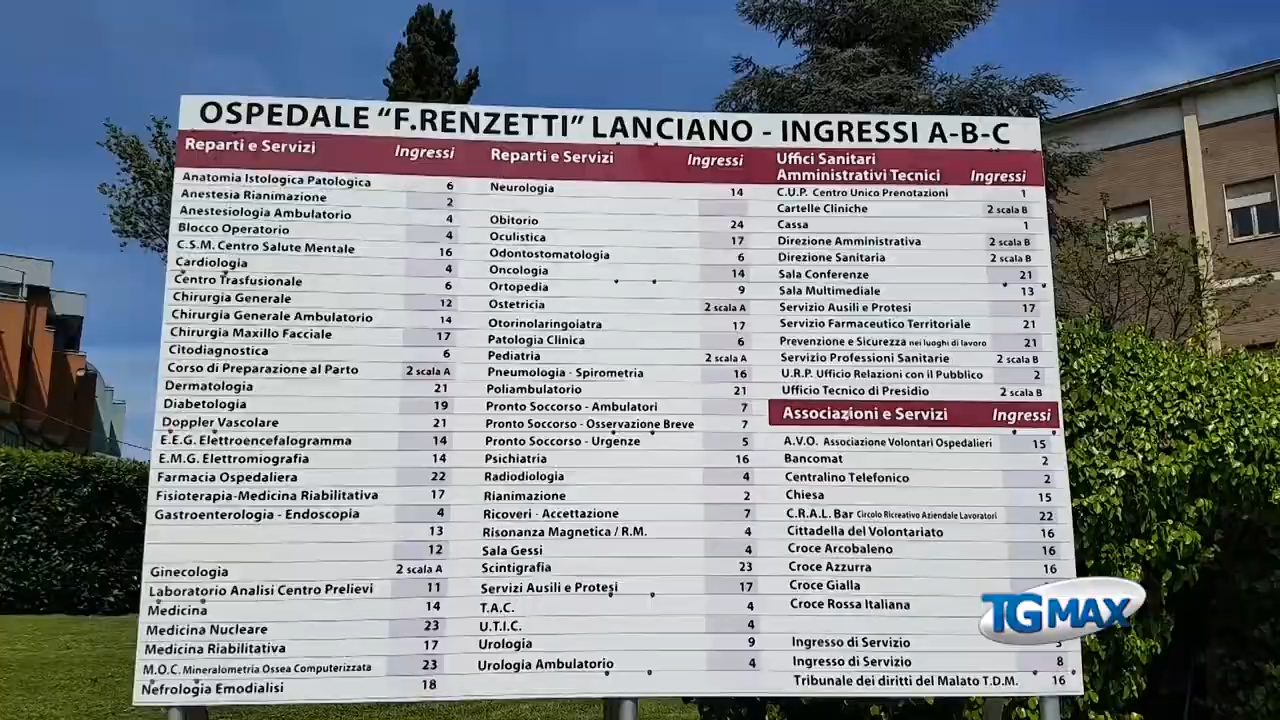 OSPEDALE "F.RENZETTI" LANCIANO - INGRESSI A-B-C
Reparti e Servizi Ingressi
Anatomia Istologica Patologica 6
Anestesia Rianimazione 2
Anestesiologia Ambulatorio 4
Blocco Operatorio 4
C.S.M. Centro Salute Mentale 16
Cardiologia 4
Centro Trasfusionale 6
Chirurgia Generale 12
Chirurgia Generale Ambulatorio 14
Chirurgia Maxillo Facciale 17
Citodiagnostica 6
Corso di Preparazione al Parto 2 scala A
Dermatologia 21
Diabetologia 19
Doppler Vascolare 21
E.E.G. Elettroencefalogramma 14
E.M.G. Elettromiografia 14
Farmacia Ospedaliera 22
Fisioterapia-Medicina Riabilitativa 17
Gastroenterologia - Endoscopia 4
13
12
Ginecologia 2 scala A
Laboratorio Analisi Centro Prelievi 11
Medicina 14
Medicina Nucleare 23
Medicina Riabilitativa 17
M.O.C. Mineralometria Ossea Computerizzata 23
Nefrologia Emodialisi 18
Reparti e Servizi Ingressi
Neurologia 14
Obitorio 24
Oculistica 17
Odontostomatologia 6
Oncologia 14
Ortopedia 9
Ostetricia 2 scala A
Otorinolaringoiatra 17
Patologia Clinica 6
Pediatria 2 scala A
Pneumologia - Spirometria 16
Poliambulatorio 21
Pronto Soccorso - Ambulatori 7
Pronto Soccorso - Osservazione Breve 7
Pronto Soccorso - Urgenze 5
Psichiatria 16
Radiodiologia 4
Rianimazione 2
Ricoveri - Accettazione 7
Risonanza Magnetica / R.M. 4
Sala Gessi 4
Scintigrafia 23
Servizi Ausili e Protesi 17
T.A.C. 4
U.T.I.C. 4
Urologia 9
Urologia Ambulatorio 4
Uffici Sanitari
Amministrativi Tecnici Ingressi
C.U.P. Centro Unico Prenotazioni 1
Cartelle Cliniche 2 scala B
Cassa 1
Direzione Amministrativa 2 scala B
Direzione Sanitaria 2 scala B
Sala Conferenze 21
Sala Multimediale 13
Servizio Ausili e Protesi 17
Servizio Farmaceutico Territoriale 21
Prevenzione e Sicurezza nei luoghi di lavoro 21
Servizio Professioni Sanitarie 2 scala B
U.R.P. Ufficio Relazioni con il Pubblico 2
Ufficio Tecnico di Presidio 2 scala B
Associazioni e Servizi Ingressi
A.V.O. Associazione Volontari Ospedalieri 15
Bancomat 2
Centralino Telefonico 2
Chiesa 15
C.R.A.L. Bar Circolo Ricreativo Aziendale Lavoratori 22
Cittadella del Volontariato 16
Croce Arcobaleno 16
Croce Azzurra 16
Croce Gialla
Croce Rossa Italiana
Ingresso di Servizio
Ingresso di Servizio 8
Tribunale dei diritti del Malato T.D.M. 16
TGMAX